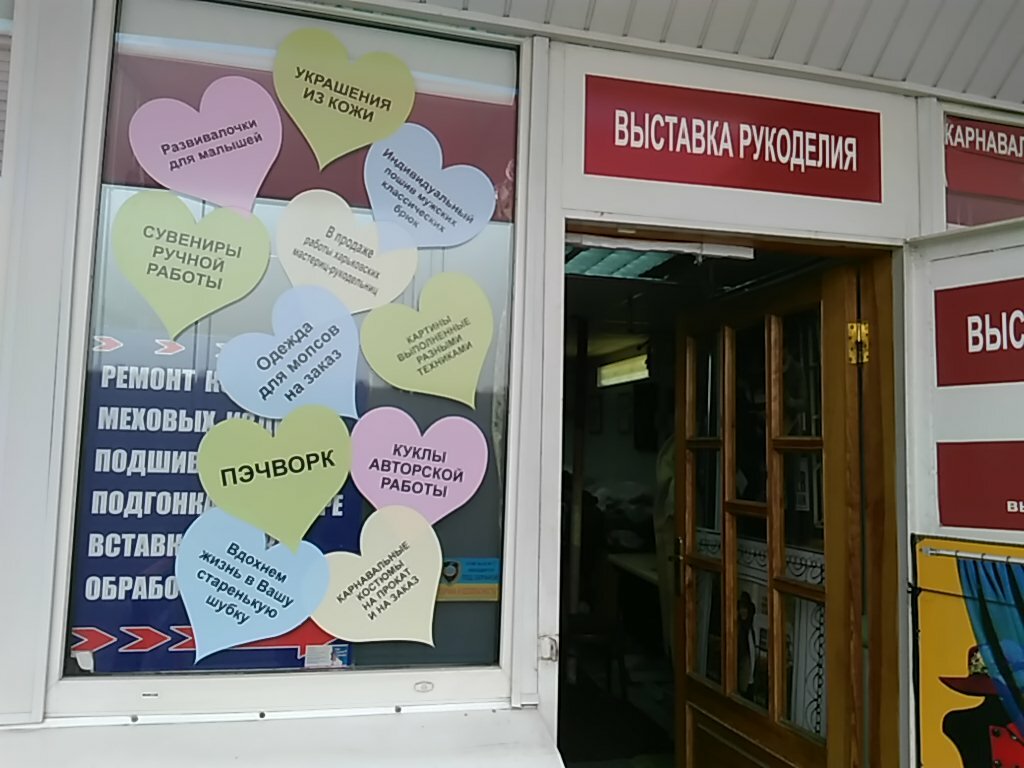 УКРАШЕНИЯ
ИЗ КОЖИ
Развивалочки
для малышей
Индивидуальный
пошив мужских
классических
брюк
СУВЕНИРЫ
РУЧНОЙ
РАБОТЫ
В продаже
работы харьковских
мастериц-рукодельниц
Одежда
для мопсов
на заказ
КАРТИНЫ
ВЫПОЛНЕННЫЕ
РАЗНЫМИ
ТЕХНИКАМИ
ПЭЧВОРК
КУКЛЫ
АВТОРСКОЙ
РАБОТЫ
Вдохнем
жизнь в Вашу
старенькую
шубку
КАРНАВАЛЬНЫЕ
КОСТЮМЫ
НА ПРОКАТ
И НА ЗАКАЗ
РЕМОНТ
МЕХОВЫХ
ПОДШИВ
ПОДГОНК
ВСТАВН
ОБРАБО
ВЫСТАВКА РУКОДЕЛИЯ
КАРНАВАЛ
ВЫС